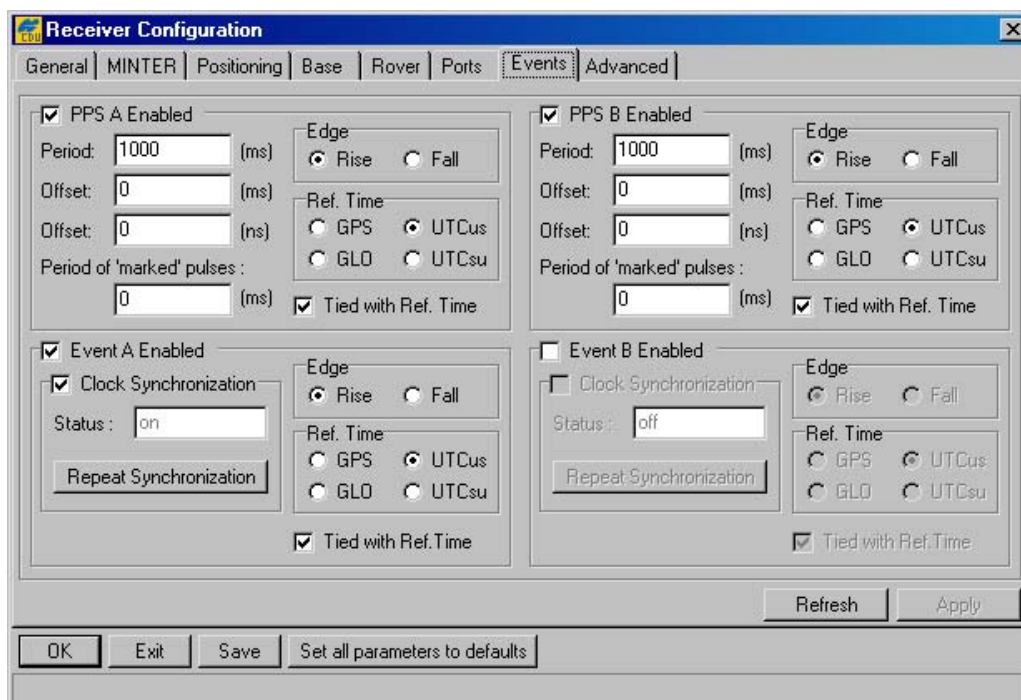 CDU Receiver Configuration
General MINTER Positioning Base Rover Ports Events Advanced
PPS A Enabled
Period: 1000 (ms)
Offset: 0 (ms)
Offset: 0 (ns)
Period of 'marked' pulses :
0 (ms)
Edge
Rise Fall
Ref. Time
GPS UTCus
GLO UTCsu
Tied with Ref. Time
PPS B Enabled
Period: 1000 (ms)
Offset: 0 (ms)
Offset: 0 (ns)
Period of 'marked' pulses :
0 (ms)
Edge
Rise Fall
Ref. Time
GPS UTCus
GLO UTCsu
Tied with Ref. Time
Event A Enabled
Clock Synchronization
Status : on
Repeat Synchronization
Edge
Rise Fall
Ref. Time
GPS UTCus
GLO UTCsu
Tied with Ref.Time
Event B Enabled
Clock Synchronization
Status : off
Repeat Synchronization
Edge
Rise Fall
Ref. Time
GPS UTCus
GLO UTCsu
Tied with Ref.Time
Refresh Apply
OK Exit Save Set all parameters to defaults